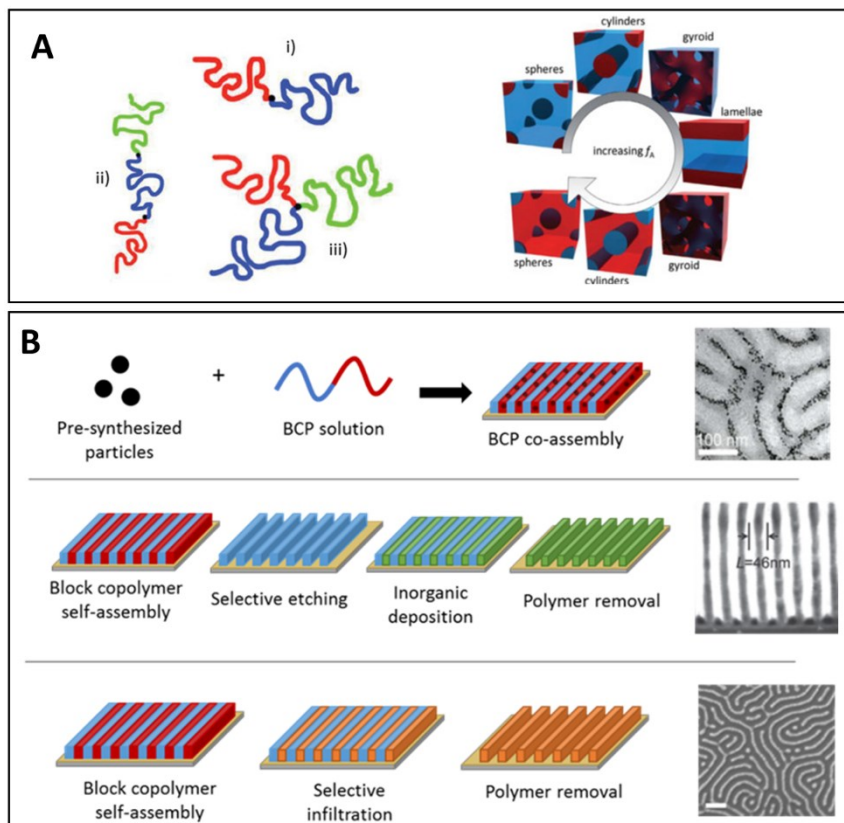 A
i)
ii)
iii)
cylinders
gyroid
spheres
lamellae
increasing fA
spheres
cylinders
gyroid
B
+
Pre-synthesized
particles
BCP solution
BCP co-assembly
100 nm
Block copolymer
self-assembly
Selective etching
Inorganic
deposition
Polymer removal
L=46nm
Block copolymer
self-assembly
Selective
infiltration
Polymer removal